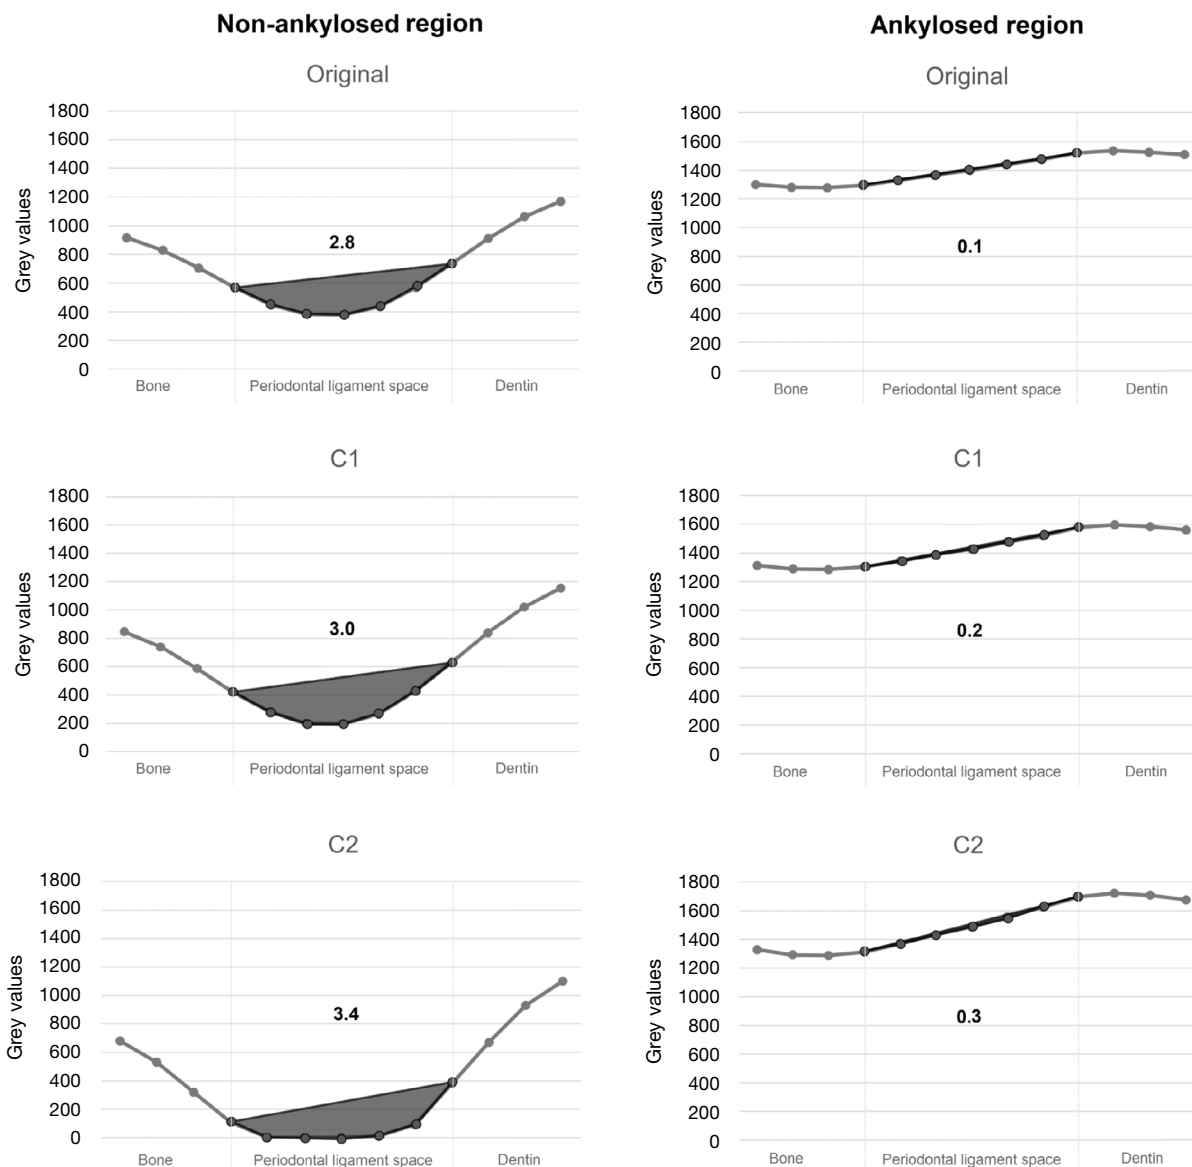 Non-ankylosed region
Ankylosed region
Original
1800
1600
1400
1200
1000
800
600
400
200
0
Grey values
2.8
Bone
Periodontal ligament space
Dentin
Original
1800
1600
1400
1200
1000
800
600
400
200
0
Grey values
0.1
Bone
Periodontal ligament space
Dentin
C1
1800
1600
1400
1200
1000
800
600
400
200
0
Grey values
3.0
Bone
Periodontal ligament space
Dentin
C1
1800
1600
1400
1200
1000
800
600
400
200
0
Grey values
0.2
Bone
Periodontal ligament space
Dentin
C2
1800
1600
1400
1200
1000
800
600
400
200
0
Grey values
3.4
Bone
Periodontal ligament space
Dentin
C2
1800
1600
1400
1200
1000
800
600
400
200
0
Grey values
0.3
Bone
Periodontal ligament space
Dentin